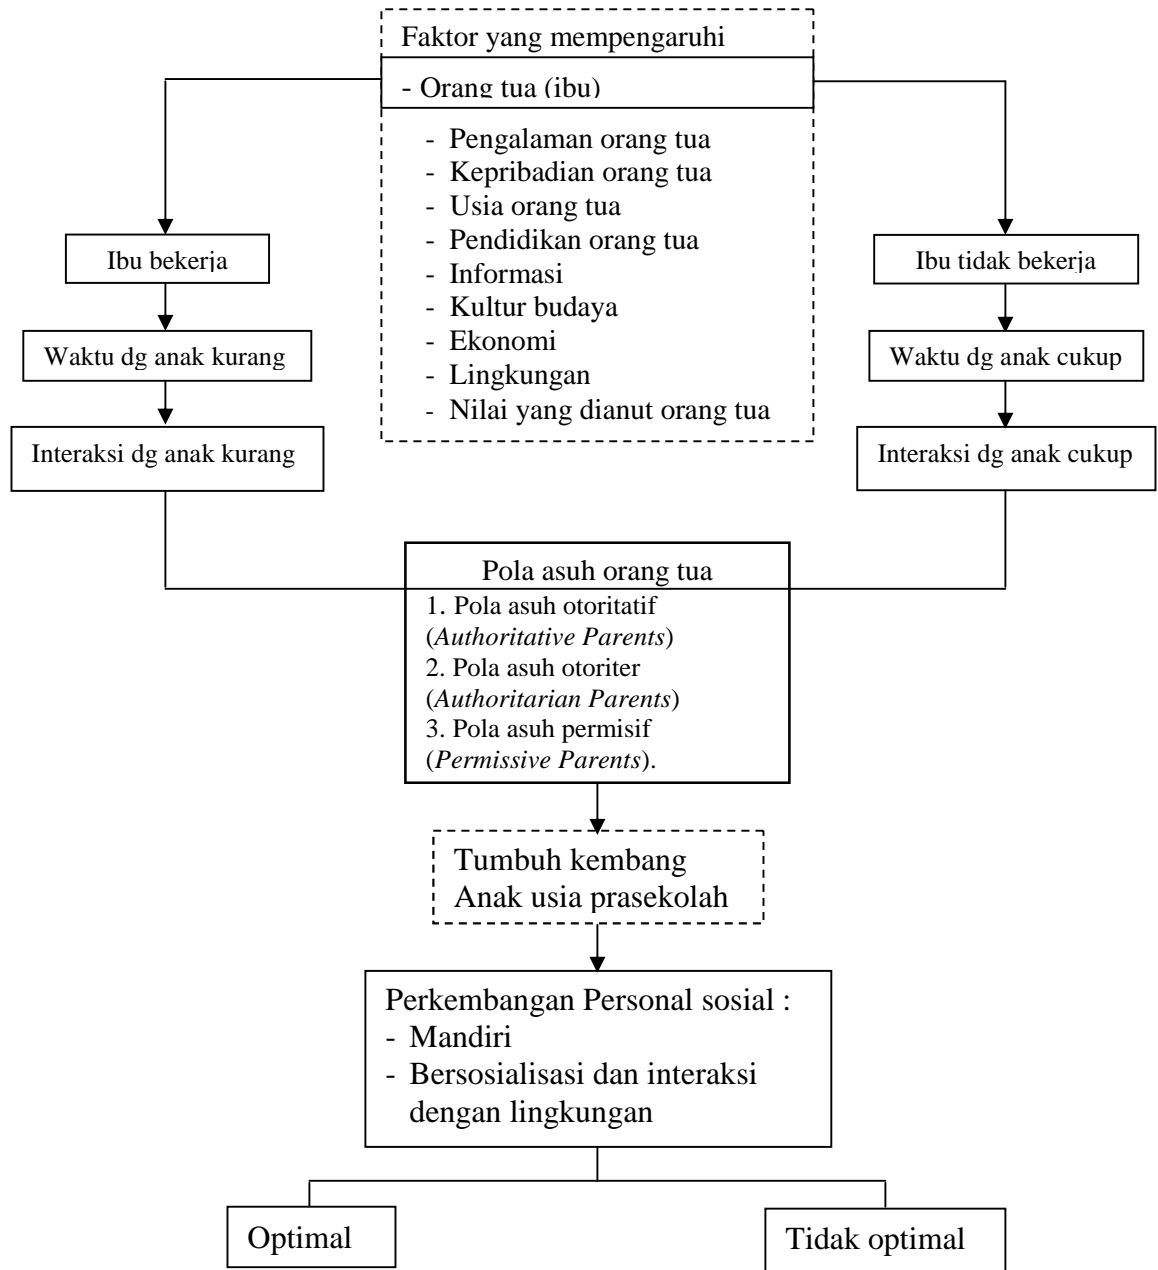 Faktor yang mempengaruhi
- Orang tua (ibu)
- Pengalaman orang tua
- Kepribadian orang tua
- Usia orang tua
- Pendidikan orang tua
- Informasi
- Kultur budaya
- Ekonomi
- Lingkungan
- Nilai yang dianut orang tua
Ibu bekerja
Waktu dg anak kurang
Interaksi dg anak kurang
Ibu tidak bekerja
Waktu dg anak cukup
Interaksi dg anak cukup
Pola asuh orang tua
1. Pola asuh otoritatif
(Authoritative Parents)
2. Pola asuh otoriter
(Authoritarian Parents)
3. Pola asuh permisif
(Permissive Parents).
Tumbuh kembang
Anak usia prasekolah
Perkembangan Personal sosial :
- Mandiri
- Bersosialisasi dan interaksi
dengan lingkungan
Optimal
Tidak optimal